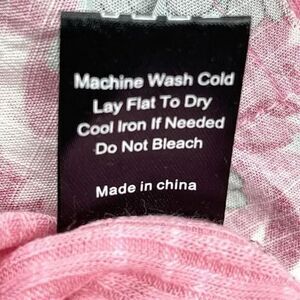 Machine Wash Cold
Lay Flat To Dry
Cool Iron If Needed
Do Not Bleach
Made in china